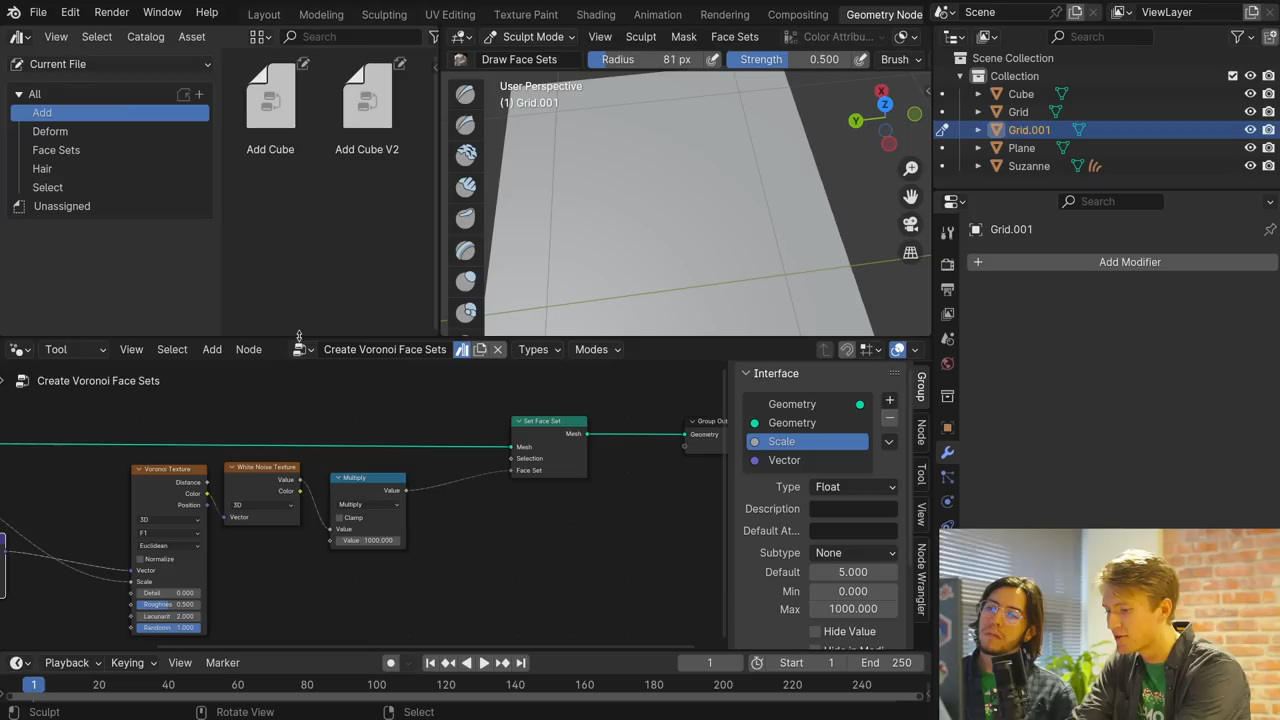 File Edit Render Window Help Layout Modeling Sculpting UV Editing Texture Paint Shading Animation Rendering Compositing Geometry Node Scene ViewLayer
View Select Catalog Asset Search Sculpt Mode View Sculpt Mask Face Sets Color Attribu... Search
Current File Draw Face Sets Radius 81 px Strength 0.500 Brush Scene Collection
All
Add
Deform
Face Sets
Hair
Select
Unassigned
Add Cube Add Cube V2
User Perspective
(1) Grid.001
X
Y
Z
Collection
Cube
Grid
Grid.001
Plane
Suzanne
Search
Grid.001
Add Modifier
Tool View Select Add Node Create Voronoi Face Sets Types Modes
Create Voronoi Face Sets
Voronoi Texture
Distance
Color
Position
3D
F1
Euclidean
Normalize
Vector
Scale
Detail 0.000
Roughnes 0.500
Lacunarit 2.000
Randomn 1.000
White Noise Texture
Value
Color
3D
Vector
Multiply
Value
Multiply
Clamp
Value
Value 1000.000
Set Face Set
Mesh
Mesh
Selection
Face Set
Group Out
Geometry
Interface
Geometry
Geometry
Scale
Vector
Type Float
Description
Default At...
Subtype None
Default 5.000
Min 0.000
Max 1000.000
Hide Value
Group
Node
Tool
View
Node Wrangler
Playback Keying View Marker 1 Start 1 End 250
1 20 40 60 80 100 120 140 160 180 200 220 240
Sculpt Rotate View Select